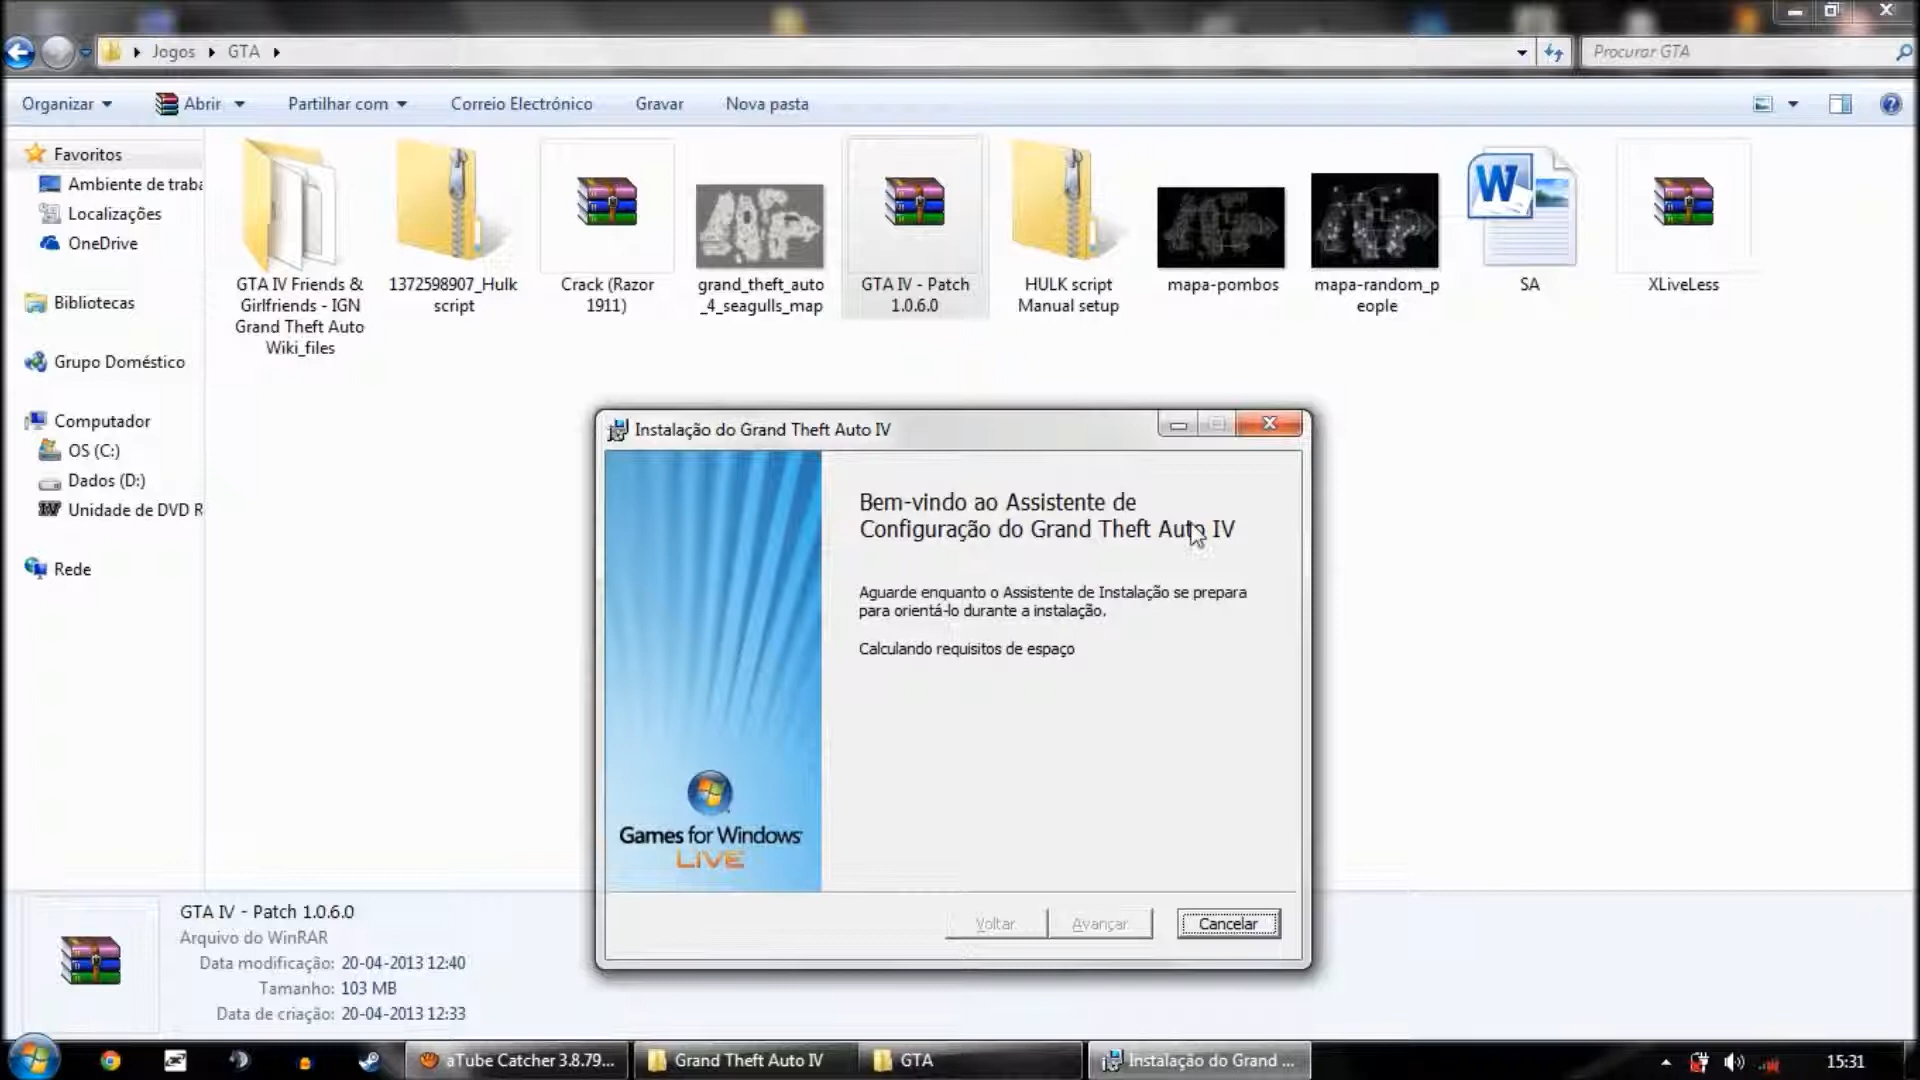 Jogos
GTA
Procurar GTA
Organizar
Abrir
Partilhar com
Correio Electrónico
Gravar
Nova pasta
Favoritos
Ambiente de traba
Localizações
OneDrive
Bibliotecas
Grupo Doméstico
Computador
OS (C:)
Dados (D:)
Unidade de DVD R
Rede
GTA IV Friends &
Girlfriends - IGN
Grand Theft Auto
Wiki_files
1372598907_Hulk
script
Crack (Razor
1911)
grand_theft_auto
_4_seagulls_map
GTA IV - Patch
1.0.6.0
HULK script
Manual setup
mapa-pombos
mapa-random_p
eople
SA
XLiveLess
Instalação do Grand Theft Auto IV
Bem-vindo ao Assistente de
Configuração do Grand Theft Auto IV
Aguarde enquanto o Assistente de Instalação se prepara
para orientá-lo durante a instalação.
Calculando requisitos de espaço
Games for Windows
LIVE
Voltar
Avançar
Cancelar
GTA IV - Patch 1.0.6.0
Arquivo do WinRAR
Data modificação: 20-04-2013 12:40
Tamanho: 103 MB
Data de criação: 20-04-2013 12:33
aTube Catcher 3.8.79...
Grand Theft Auto IV
GTA
Instalação do Grand ...
15:31